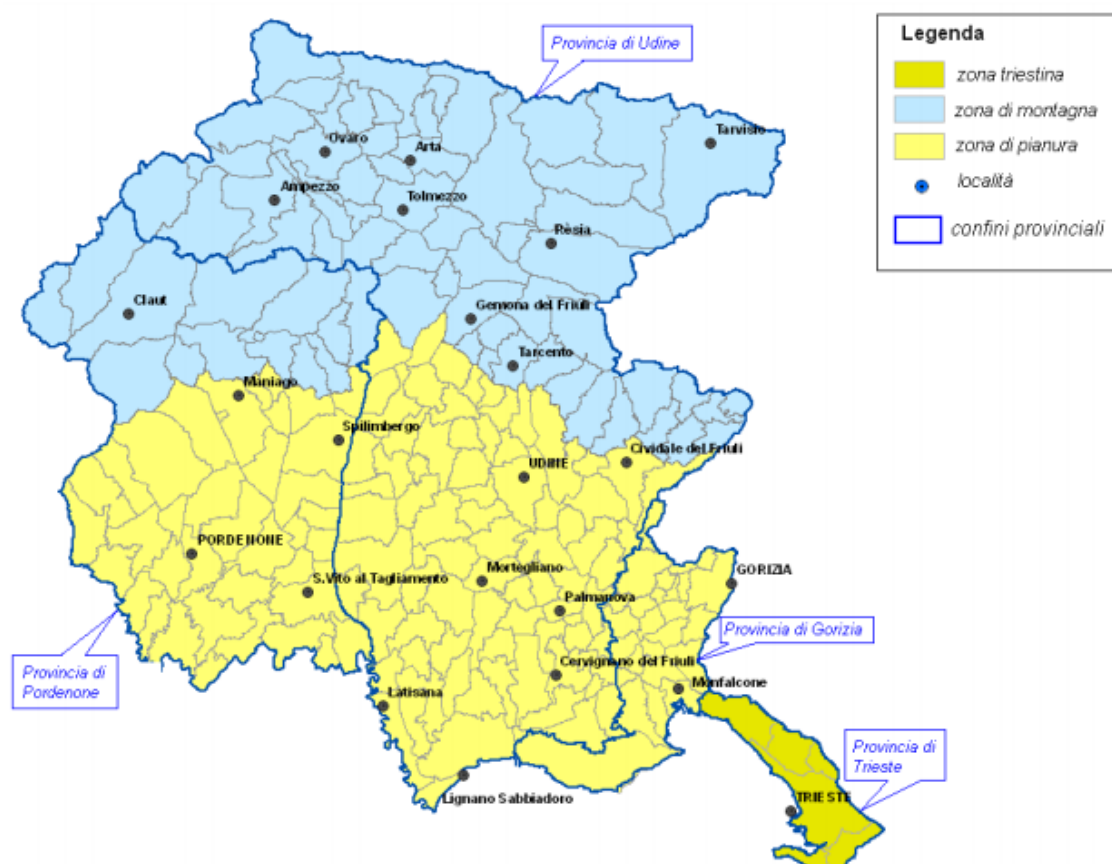 Provincia di Udine
Legenda
zona triestina
zona di montagna
zona di pianura
località
confini provinciali
Tarvisio
Ovaro
Arta
Ampezzo
Tolmezzo
Rèsia
Claut
Gemona del Friuli
Tarcento
Maniago
Spilimbergo
Cividale del Friuli
UDINE
PORDENONE
S.Vito al Tagliamento
Mortegliano
GORIZIA
Palmanova
Provincia di Gorizia
Provincia di
Pordenone
Cervignano del Friuli
Monfalcone
Latisana
Provincia di
Trieste
Lignano Sabbiadoro
TRIESTE